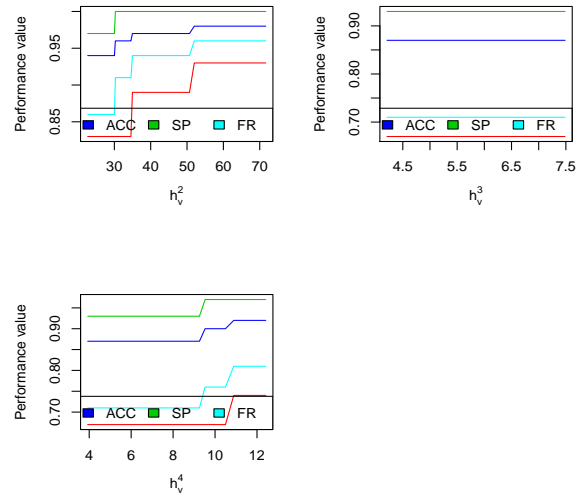 Performance value
0.95
0.85
ACC SP FR
30 40 50 60 70
h_v^2
Performance value
0.90
0.80
0.70
ACC SP FR
4.5 5.5 6.5 7.5
h_v^3
Performance value
0.90
0.80
0.70
ACC SP FR
4 6 8 10 12
h_v^4